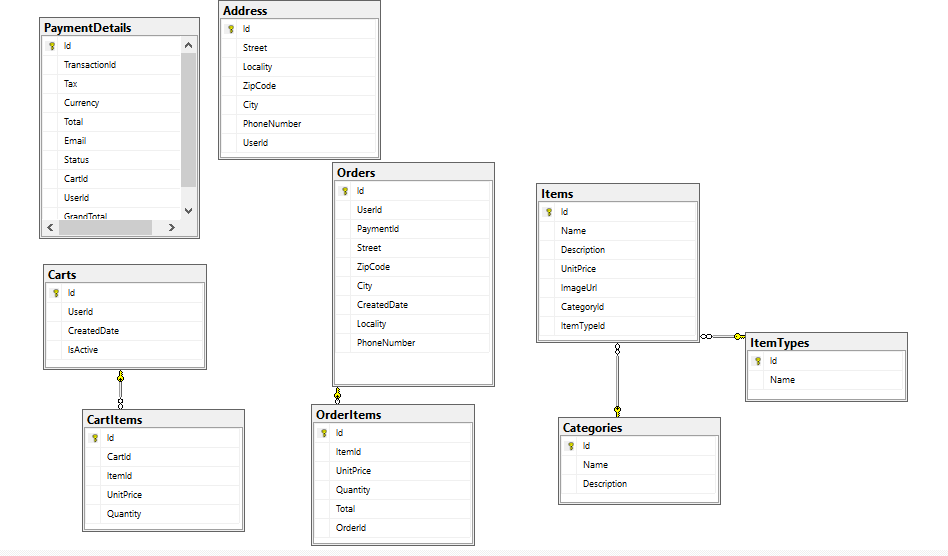 PaymentDetails
Id
TransactionId
Tax
Currency
Total
Email
Status
CartId
UserId
GrandTotal
Address
Id
Street
Locality
ZipCode
City
PhoneNumber
UserId
Orders
Id
UserId
PaymentId
Street
ZipCode
City
CreatedDate
Locality
PhoneNumber
Items
Id
Name
Description
UnitPrice
ImageUrl
CategoryId
ItemTypeId
Carts
Id
UserId
CreatedDate
IsActive
ItemTypes
Id
Name
CartItems
Id
CartId
ItemId
UnitPrice
Quantity
OrderItems
Id
ItemId
UnitPrice
Quantity
Total
OrderId
Categories
Id
Name
Description